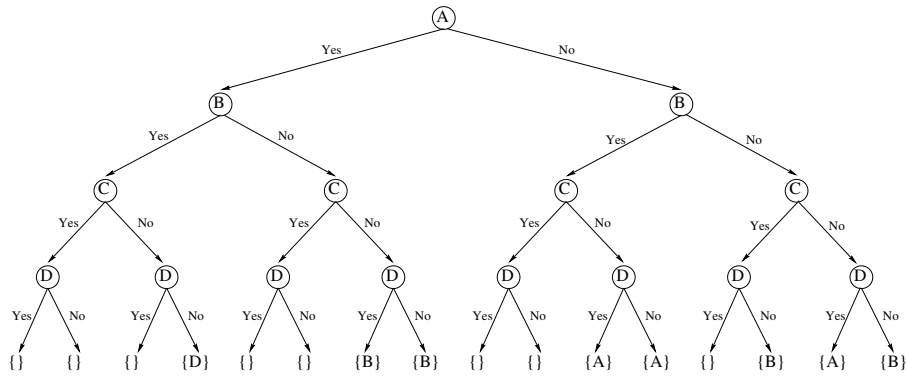 A
Yes No
B B
Yes No Yes No
C C C C
Yes No Yes No Yes No Yes No
D D D D D D D D
Yes No Yes No Yes No Yes No Yes No Yes No Yes No Yes No
{} {} {} {D} {} {} {B} {B} {} {} {A} {A} {} {B} {A} {B}